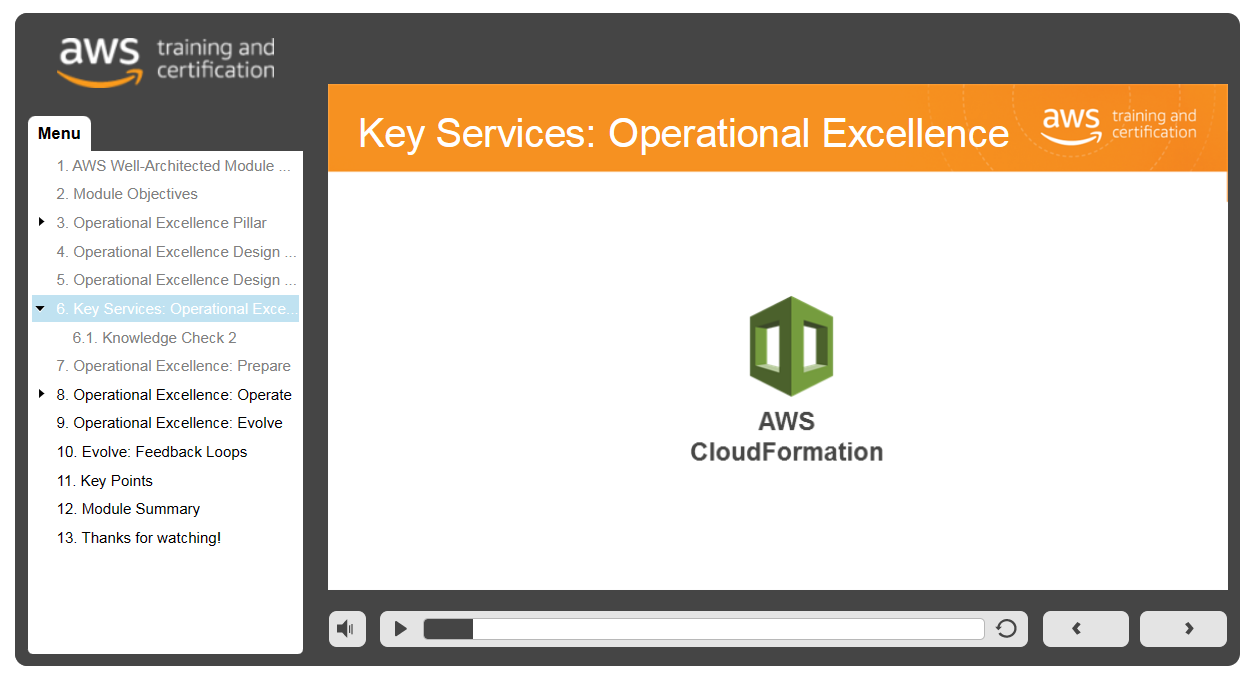 aws training and
certification
Menu
1. AWS Well-Architected Module ...
2. Module Objectives
3. Operational Excellence Pillar
4. Operational Excellence Design ...
5. Operational Excellence Design ...
6. Key Services: Operational Exce...
6.1. Knowledge Check 2
7. Operational Excellence: Prepare
8. Operational Excellence: Operate
9. Operational Excellence: Evolve
10. Evolve: Feedback Loops
11. Key Points
12. Module Summary
13. Thanks for watching!
Key Services: Operational Excellence
aws training and
certification
AWS
CloudFormation